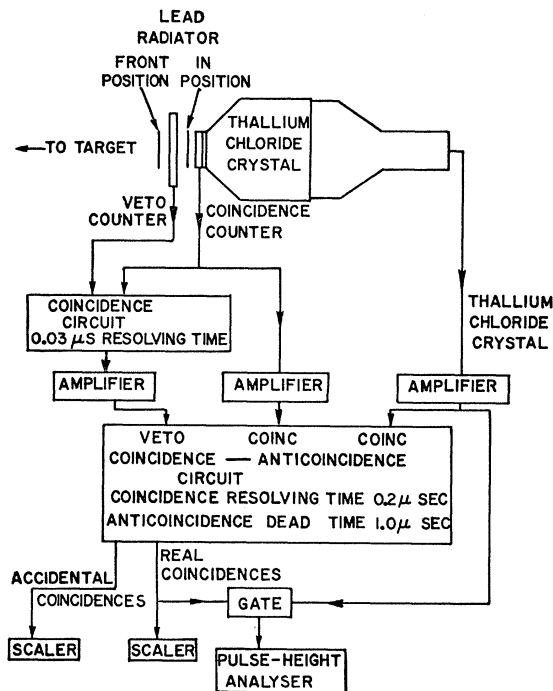 LEAD
RADIATOR
FRONT IN
POSITION POSITION
TO TARGET
THALLIUM
CHLORIDE
CRYSTAL
VETO
COUNTER
COINCIDENCE
COUNTER
COINCIDENCE
CIRCUIT
0.03 μS RESOLVING TIME
THALLIUM
CHLORIDE
CRYSTAL
AMPLIFIER
AMPLIFIER
AMPLIFIER
VETO COINC COINC
COINCIDENCE — ANTICOINCIDENCE
CIRCUIT
COINCIDENCE RESOLVING TIME 0.2μ SEC
ANTICOINCIDENCE DEAD TIME 1.0μ SEC
ACCIDENTAL
COINCIDENCES
REAL
COINCIDENCES
GATE
SCALER
SCALER
PULSE-HEIGHT
ANALYSER